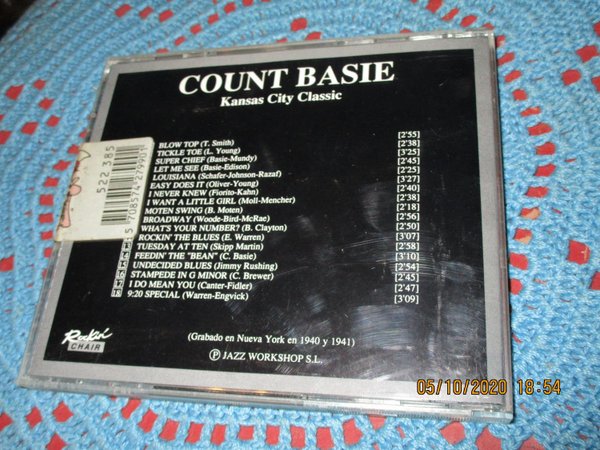 COUNT BASIE
Kansas City Classic
BLOW TOP (T. Smith) [2'55]
TICKLE TOE (L. Young) [2'38]
SUPER CHIEF (Basie-Mundy) [3'25]
LET ME SEE (Basie-Edison) [2'45]
LOUISIANA (Schafer-Johnson-Razaf) [2'25]
EASY DOES IT (Oliver-Young) [3'27]
I NEVER KNEW (Fiorito-Kahn) [2'40]
I WANT A LITTLE GIRL (Moll-Mencher) [2'38]
MOTEN SWING (B. Moten) [2'18]
BROADWAY (Woode-Bird-McRae) [2'56]
WHAT'S YOUR NUMBER? (B. Clayton) [2'50]
ROCKIN' THE BLUES (E. Warren) [3'07]
TUESDAY AT TEN (Skipp Martin) [2'58]
FEEDIN' THE "BEAN" (C. Basie) [3'10]
15 UNDECIDED BLUES (Jimmy Rushing) [2'54]
16 STAMPEDE IN G MINOR (C. Brewer) [2'45]
17 I DO MEAN YOU (Canter-Fidler) [2'47]
18 9:20 SPECIAL (Warren-Engvick) [3'09]
522.385
Rockin'
CHAIR
(Grabado en Nueva York en 1940 y 1941)
Ⓟ JAZZ WORKSHOP S.L.
05/10/2020 18:54